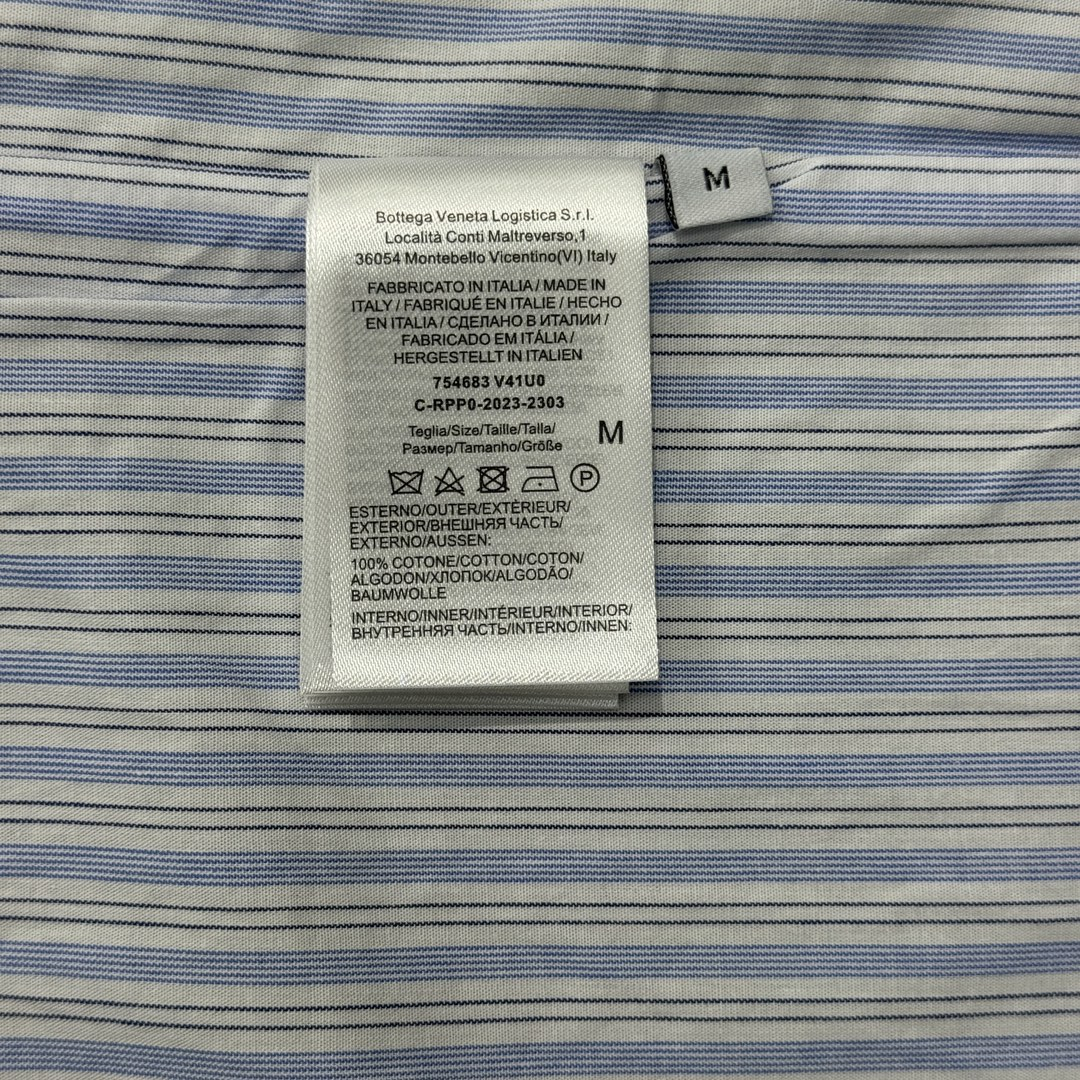 M
Bottega Veneta Logistica S.r.l.
Località Conti Maltreverso,1
36054 Montebello Vicentino(VI) Italy
FABBRICATO IN ITALIA / MADE IN
ITALY / FABRIQUÉ EN ITALIE / HECHO
EN ITALIA / СДЕЛАНО В ИТАЛИИ /
FABRICADO EM ITÁLIA /
HERGESTELLT IN ITALIEN
754683 V41U0
C-RPP0-2023-2303
Teglia/Size/Taille/Talla/
Размер/Tamanho/Größe
M
P
ESTERNO/OUTER/EXTÉRIEUR/
EXTERIOR/ВНЕШНЯЯ ЧАСТЬ/
EXTERNO/AUSSEN:
100% COTONE/COTTON/COTON/
ALGODON/ХЛОПОК/ALGODÃO/
BAUMWOLLE
INTERNO/INNER/INTÉRIEUR/INTERIOR/
ВНУТРЕННЯЯ ЧАСТЬ/INTERNO/INNEN: